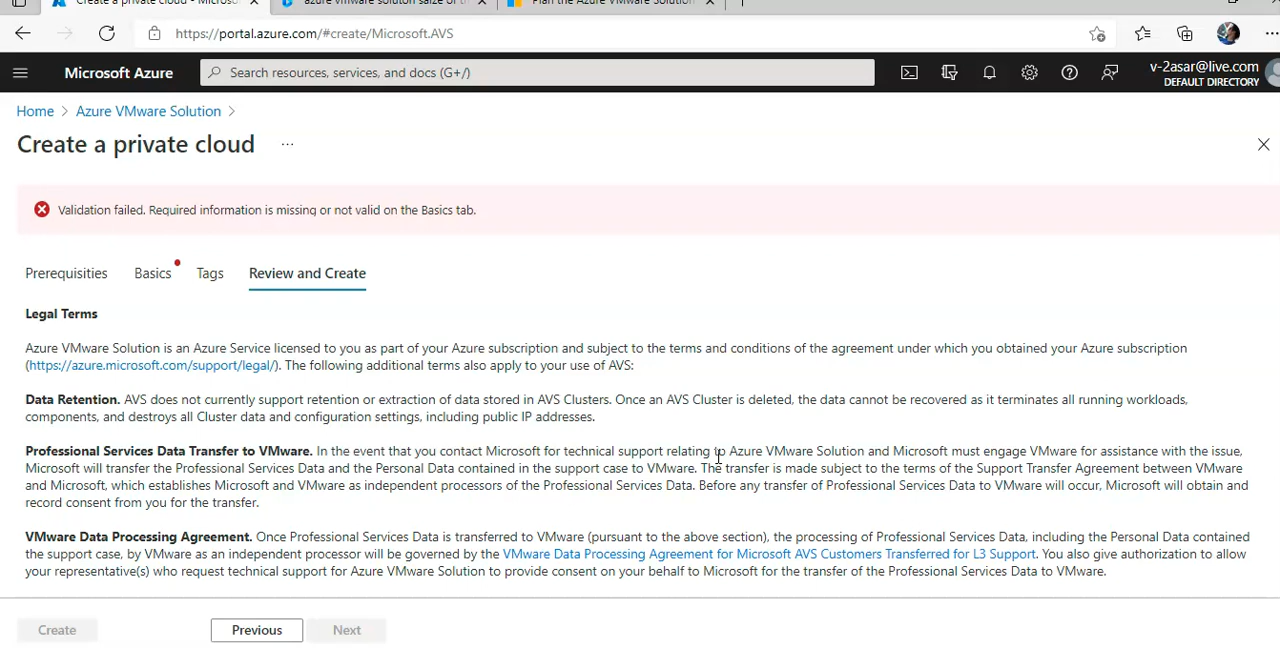 Create a private cloud - Microsof
azure vmware soluton saize of t
Plan the Azure VMware Solution
https://portal.azure.com/#create/Microsoft.AVS
Microsoft Azure
Search resources, services, and docs (G+/)
v-2asar@live.com
DEFAULT DIRECTORY
Home > Azure VMware Solution >
Create a private cloud ...
Validation failed. Required information is missing or not valid on the Basics tab.
Prerequisities Basics Tags Review and Create
Legal Terms
Azure VMware Solution is an Azure Service licensed to you as part of your Azure subscription and subject to the terms and conditions of the agreement under which you obtained your Azure subscription
(https://azure.microsoft.com/support/legal/). The following additional terms also apply to your use of AVS:
Data Retention. AVS does not currently support retention or extraction of data stored in AVS Clusters. Once an AVS Cluster is deleted, the data cannot be recovered as it terminates all running workloads,
components, and destroys all Cluster data and configuration settings, including public IP addresses.
Professional Services Data Transfer to VMware. In the event that you contact Microsoft for technical support relating to Azure VMware Solution and Microsoft must engage VMware for assistance with the issue,
Microsoft will transfer the Professional Services Data and the Personal Data contained in the support case to VMware. The transfer is made subject to the terms of the Support Transfer Agreement between VMware
and Microsoft, which establishes Microsoft and VMware as independent processors of the Professional Services Data. Before any transfer of Professional Services Data to VMware will occur, Microsoft will obtain and
record consent from you for the transfer.
VMware Data Processing Agreement. Once Professional Services Data is transferred to VMware (pursuant to the above section), the processing of Professional Services Data, including the Personal Data contained
the support case, by VMware as an independent processor will be governed by the VMware Data Processing Agreement for Microsoft AVS Customers Transferred for L3 Support. You also give authorization to allow
your representative(s) who request technical support for Azure VMware Solution to provide consent on your behalf to Microsoft for the transfer of the Professional Services Data to VMware.
Create Previous Next